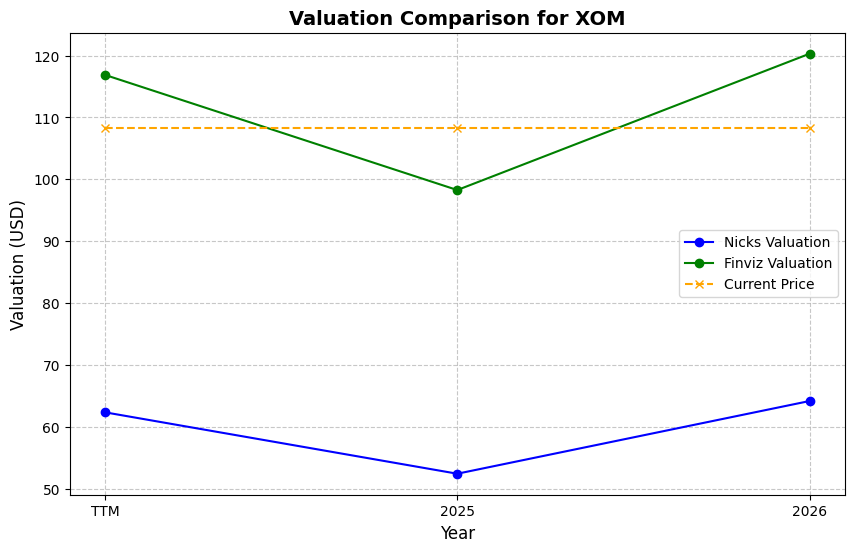 Valuation Comparison for XOM
Valuation (USD)
120
110
100
90
80
70
60
50
Nicks Valuation
Finviz Valuation
Current Price
TTM 2025 2026
Year